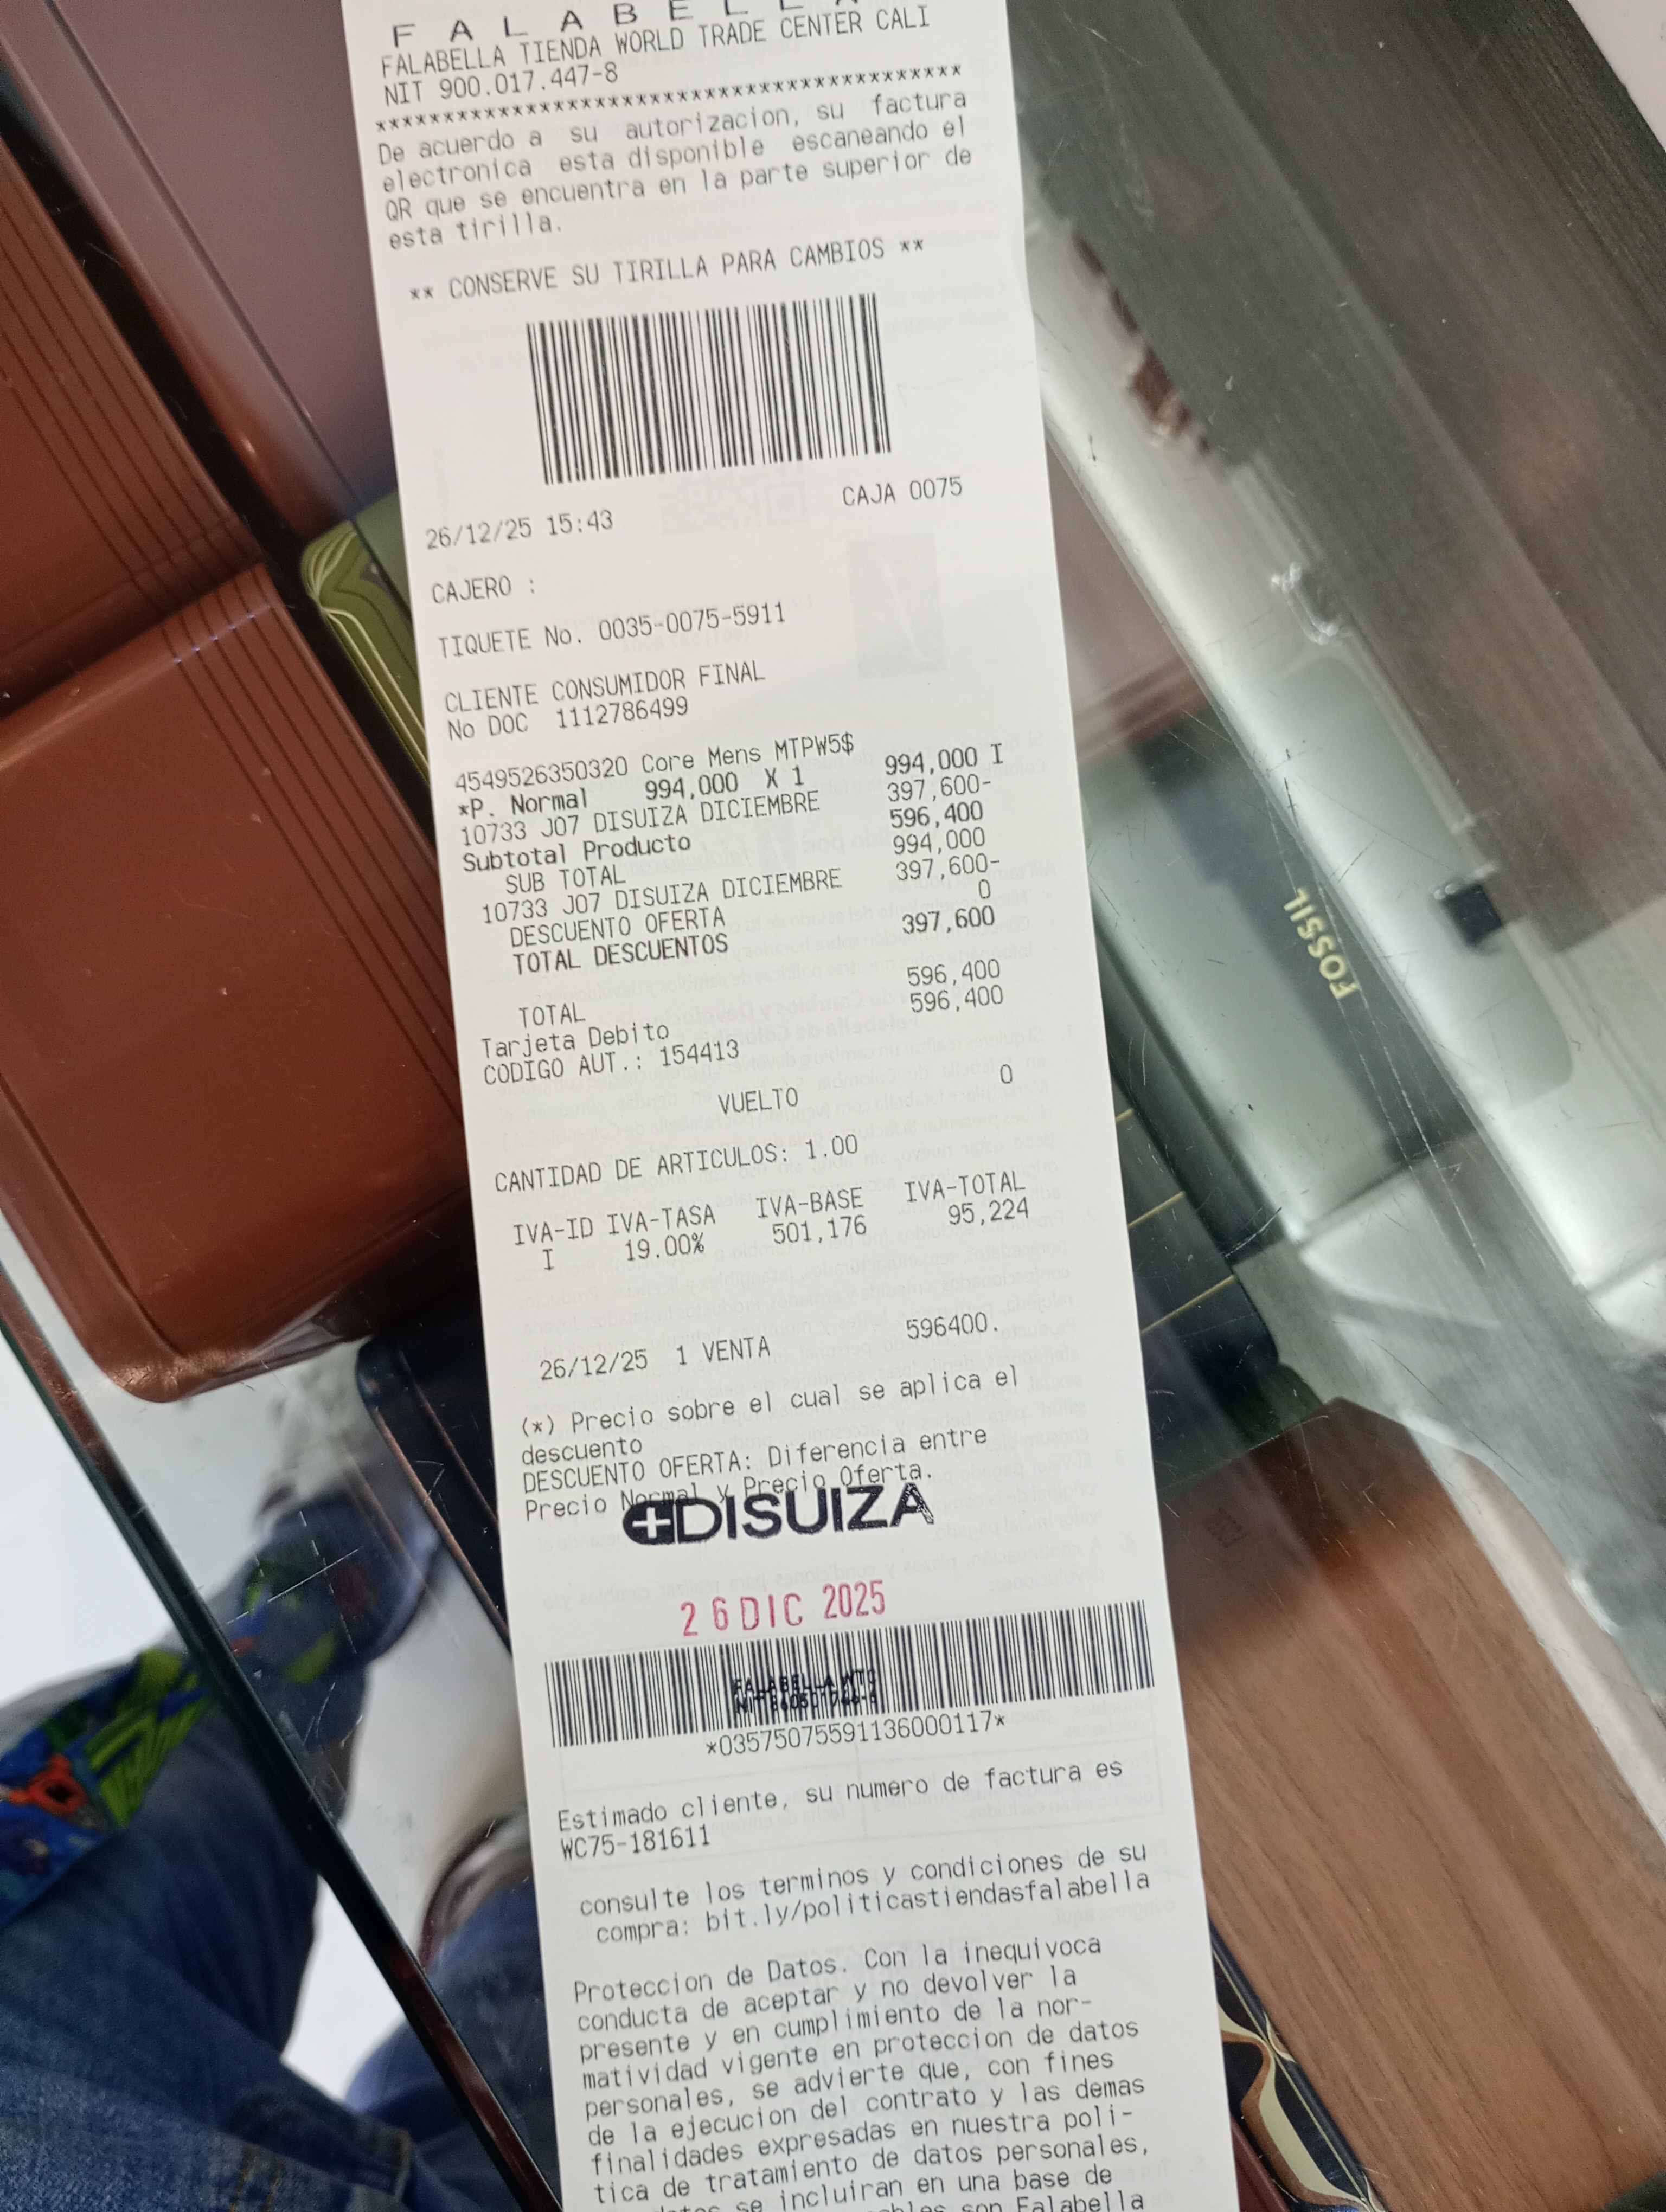 FALABELLA
FALABELLA TIENDA WORLD TRADE CENTER CALI
NIT 900.017.447-8
*******************************************
De acuerdo a su autorizacion, su factura
electronica esta disponible escaneando el
QR que se encuentra en la parte superior de
esta tirilla.
** CONSERVE SU TIRILLA PARA CAMBIOS **
26/12/25 15:43 CAJA 0075
CAJERO :
TIQUETE No. 0035-0075-5911
CLIENTE CONSUMIDOR FINAL
No DOC 1112786499
4549526350320 Core Mens MTPW5$ 994,000 I
*P. Normal 994,000 X 1
10733 J07 DISUIZA DICIEMBRE 397,600-
Subtotal Producto 596,400
SUB TOTAL 994,000
10733 J07 DISUIZA DICIEMBRE 397,600-
DESCUENTO OFERTA 0
TOTAL DESCUENTOS 397,600
TOTAL 596,400
Tarjeta Debito 596,400
CODIGO AUT.: 154413
VUELTO 0
CANTIDAD DE ARTICULOS: 1.00
IVA-ID IVA-TASA IVA-BASE IVA-TOTAL
I 19.00% 501,176 95,224
26/12/25 1 VENTA 596400.
(*) Precio sobre el cual se aplica el
descuento
DESCUENTO OFERTA: Diferencia entre
Precio Normal y Precio Oferta.
DISUIZA
26 DIC 2025
FALABELLA WTC
*03575075591136000117*
Estimado cliente, su numero de factura es
WC75-181611
consulte los terminos y condiciones de su
compra: bit.ly/politicastiendasfalabella
Proteccion de Datos. Con la inequivoca
conducta de aceptar y no devolver la
presente y en cumplimiento de la nor-
matividad vigente en proteccion de datos
personales, se advierte que, con fines
de la ejecucion del contrato y las demas
finalidades expresadas en nuestra poli-
tica de tratamiento de datos personales,
se incluiran en una base de
son Falabella
FOSSIL